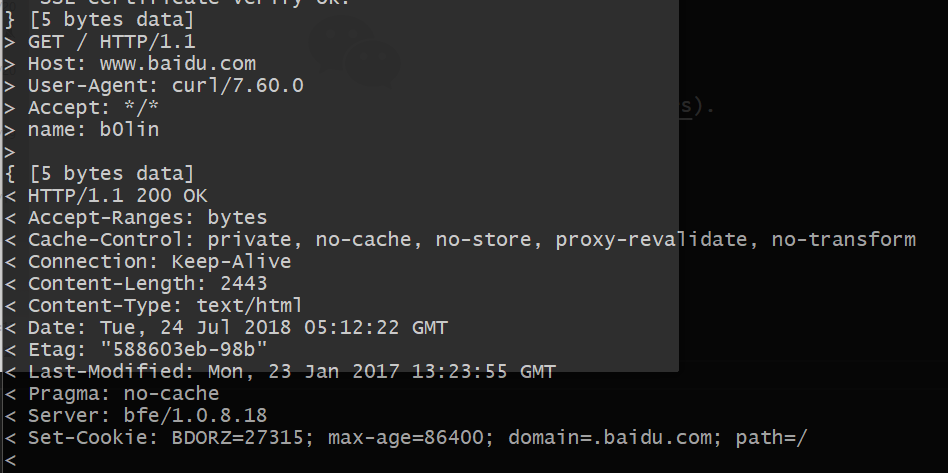 SSL certificate verify ok.
} [5 bytes data]
> GET / HTTP/1.1
> Host: www.baidu.com
> User-Agent: curl/7.60.0
> Accept: */*
s).
> name: b0lin
>
{ [5 bytes data]
< HTTP/1.1 200 OK
< Accept-Ranges: bytes
< Cache-Control: private, no-cache, no-store, proxy-revalidate, no-transform
< Connection: Keep-Alive
< Content-Length: 2443
< Content-Type: text/html
< Date: Tue, 24 Jul 2018 05:12:22 GMT
< Etag: "588603eb-98b"
< Last-Modified: Mon, 23 Jan 2017 13:23:55 GMT
< Pragma: no-cache
< Server: bfe/1.0.8.18
< Set-Cookie: BDORZ=27315; max-age=86400; domain=.baidu.com; path=/
<